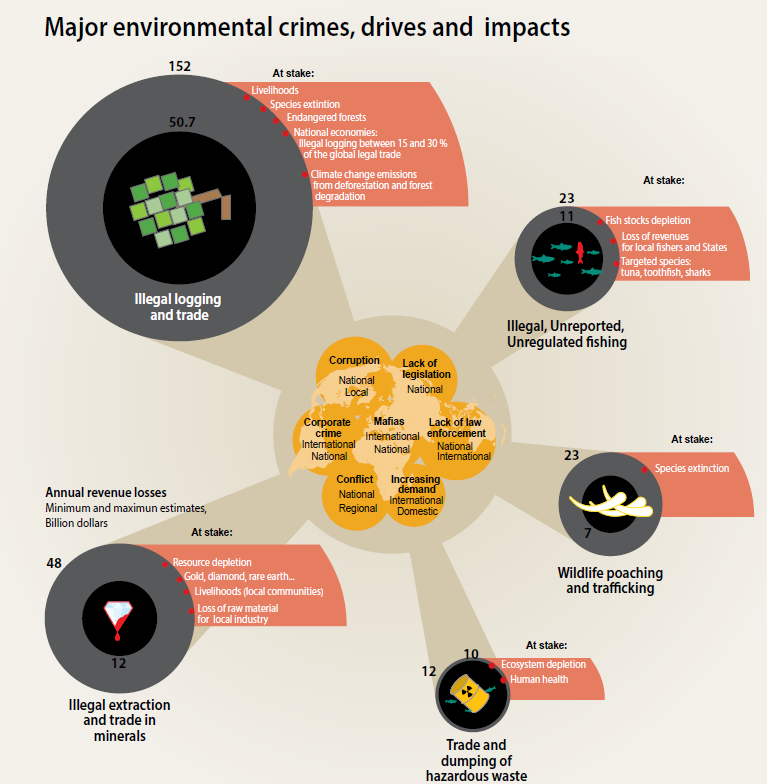 Major environmental crimes, drives and impacts
152
50.7
Illegal logging
and trade
At stake:
Livelihoods
Species extintion
Endangered forests
National economies:
Illegal logging between 15 and 30 %
of the global legal trade
Climate change emissions
from deforestation and forest
degradation
At stake:
23
11
Fish stocks depletion
Loss of revenues
for local fishers and States
Targeted species:
tuna, toothfish, sharks
Illegal, Unreported,
Unregulated fishing
Corruption
National
Local
Lack of
legislation
National
Corporate
crime
International
National
Mafias
International
National
Lack of law
enforcement
National
International
Conflict
National
Regional
Increasing
demand
International
Domestic
At stake:
23
7
Species extinction
Wildlife poaching
and trafficking
Annual revenue losses
Minimum and maximun estimates,
Billion dollars
At stake:
48
12
Resource depletion
Gold, diamond, rare earth...
Livelihoods (local communities)
Loss of raw material
for local industry
Illegal extraction
and trade in
minerals
At stake:
10
12
Ecosystem depletion
Human health
Trade and
dumping of
hazardous waste